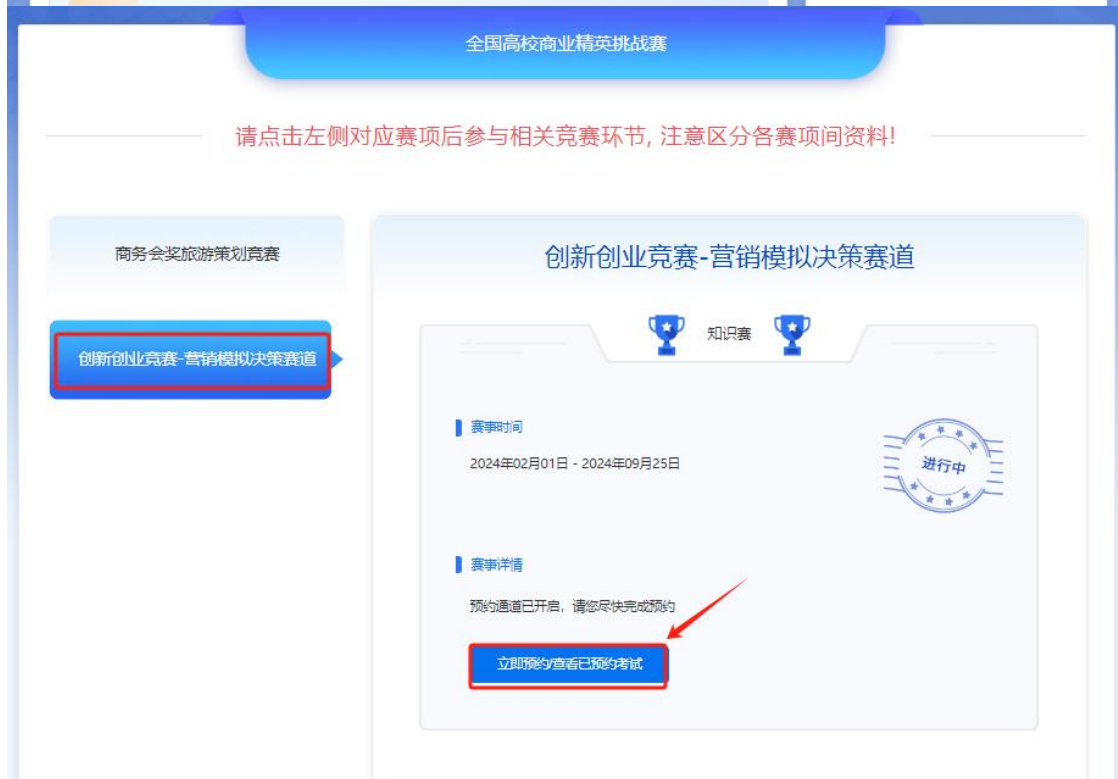 全国高校商业精英挑战赛
请点击左侧对应赛项后参与相关竞赛环节, 注意区分各赛项间资料!
商务会奖旅游策划竞赛
创新创业竞赛-营销模拟决策赛道
创新创业竞赛-营销模拟决策赛道
知识赛
赛事时间
2024年02月01日 - 2024年09月25日
进行中
赛事详情
预约通道已开启, 请您尽快完成预约
立即预约/查看已预约考试